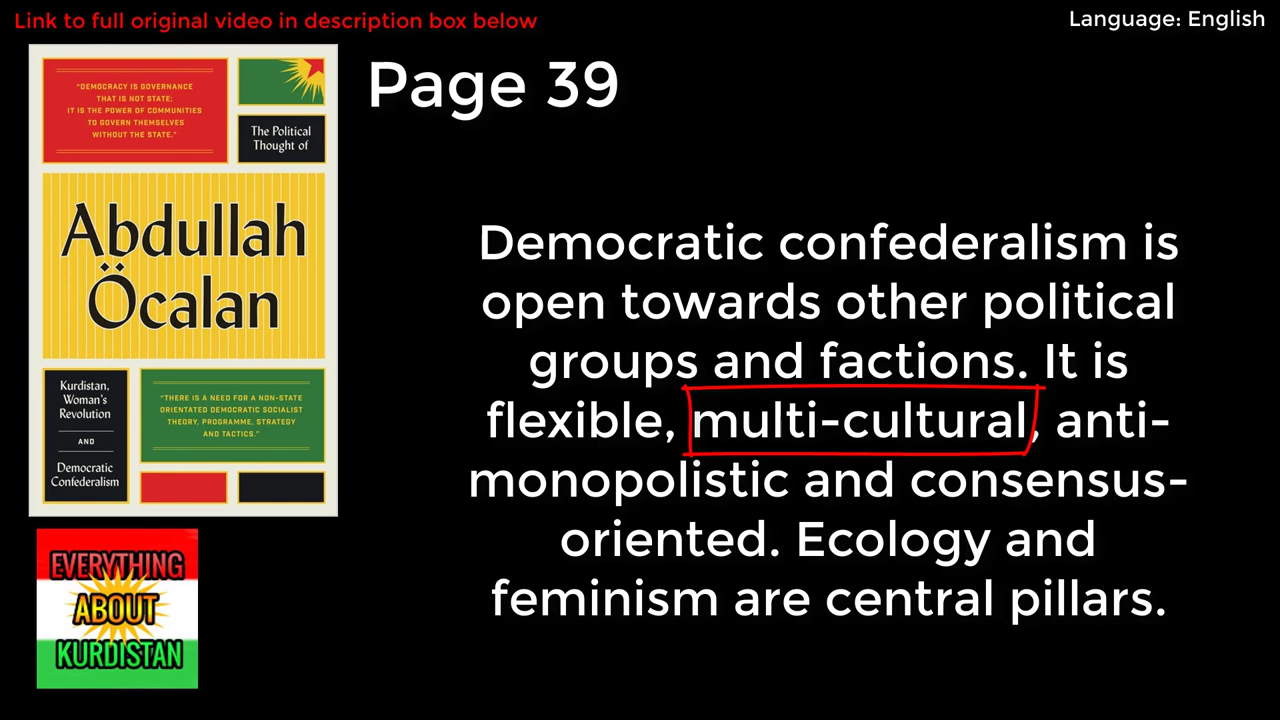 Link to full original video in description box below
Language: English
"DEMOCRACY IS GOVERNANCE
THAT IS NOT STATE;
IT IS THE POWER OF COMMUNITIES
TO GOVERN THEMSELVES
WITHOUT THE STATE."
The Political
Thought of
Abdullah
Öcalan
Kurdistan,
Woman's
Revolution
AND
Democratic
Confederalism
"THERE IS A NEED FOR A NON-STATE
ORIENTATED DEMOCRATIC SOCIALIST
THEORY, PROGRAMME, STRATEGY
AND TACTICS."
EVERYTHING
ABOUT
KURDISTAN
Page 39
Democratic confederalism is
open towards other political
groups and factions. It is
flexible, multi-cultural, anti-
monopolistic and consensus-
oriented. Ecology and
feminism are central pillars.